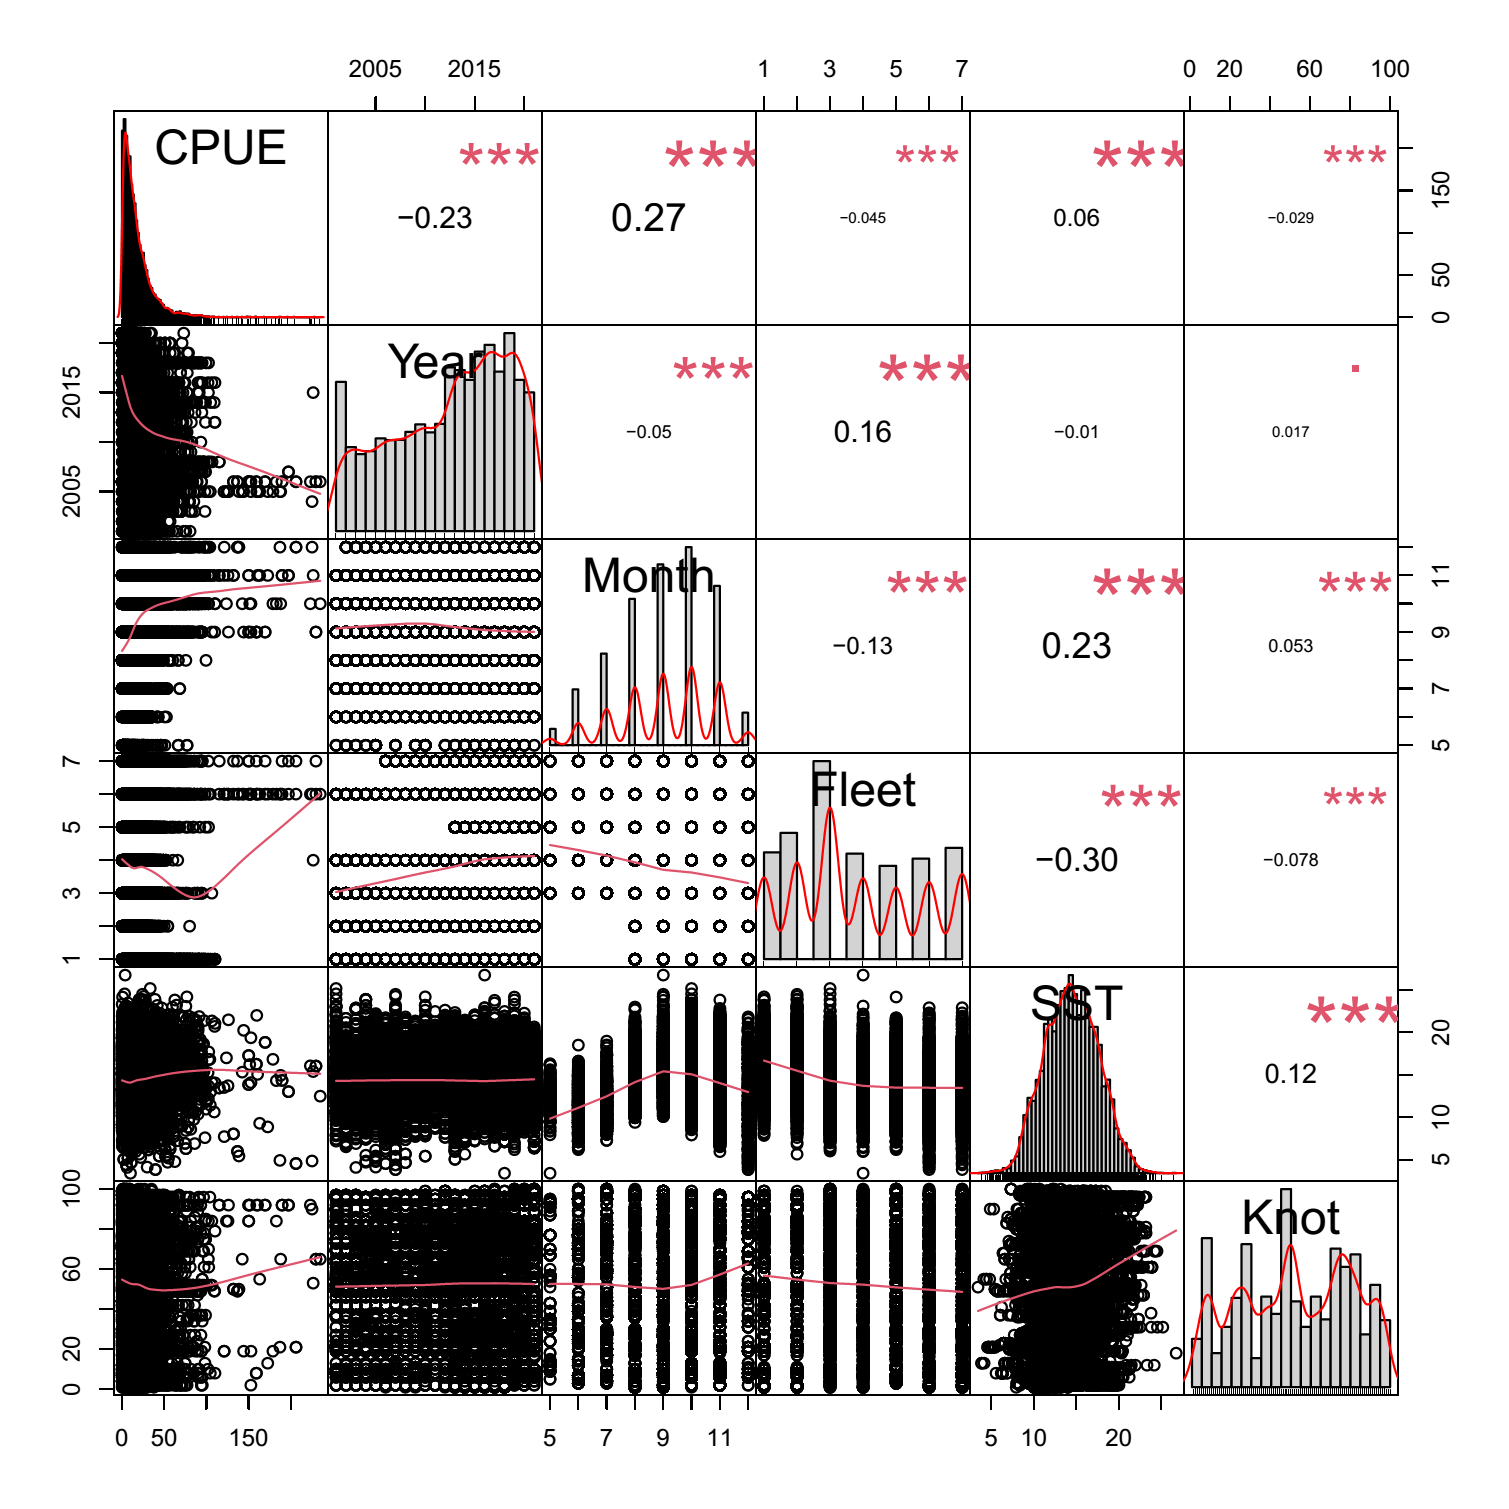 2005 2015 1 3 5 7 0 20 60 100
CPUE *** *** *** *** ***
−0.23 0.27 −0.045 0.06 −0.029
0 50 150
Year *** ***
−0.05 0.16 −0.01 0.017
2005 2015
Month *** *** ***
−0.13 0.23 0.053
5 7 9 11
Fleet *** ***
−0.30 −0.078
1 3 5 7
SST ***
0.12
5 10 20
Knot
0 20 60 100
0 50 150 5 7 9 11 5 10 20